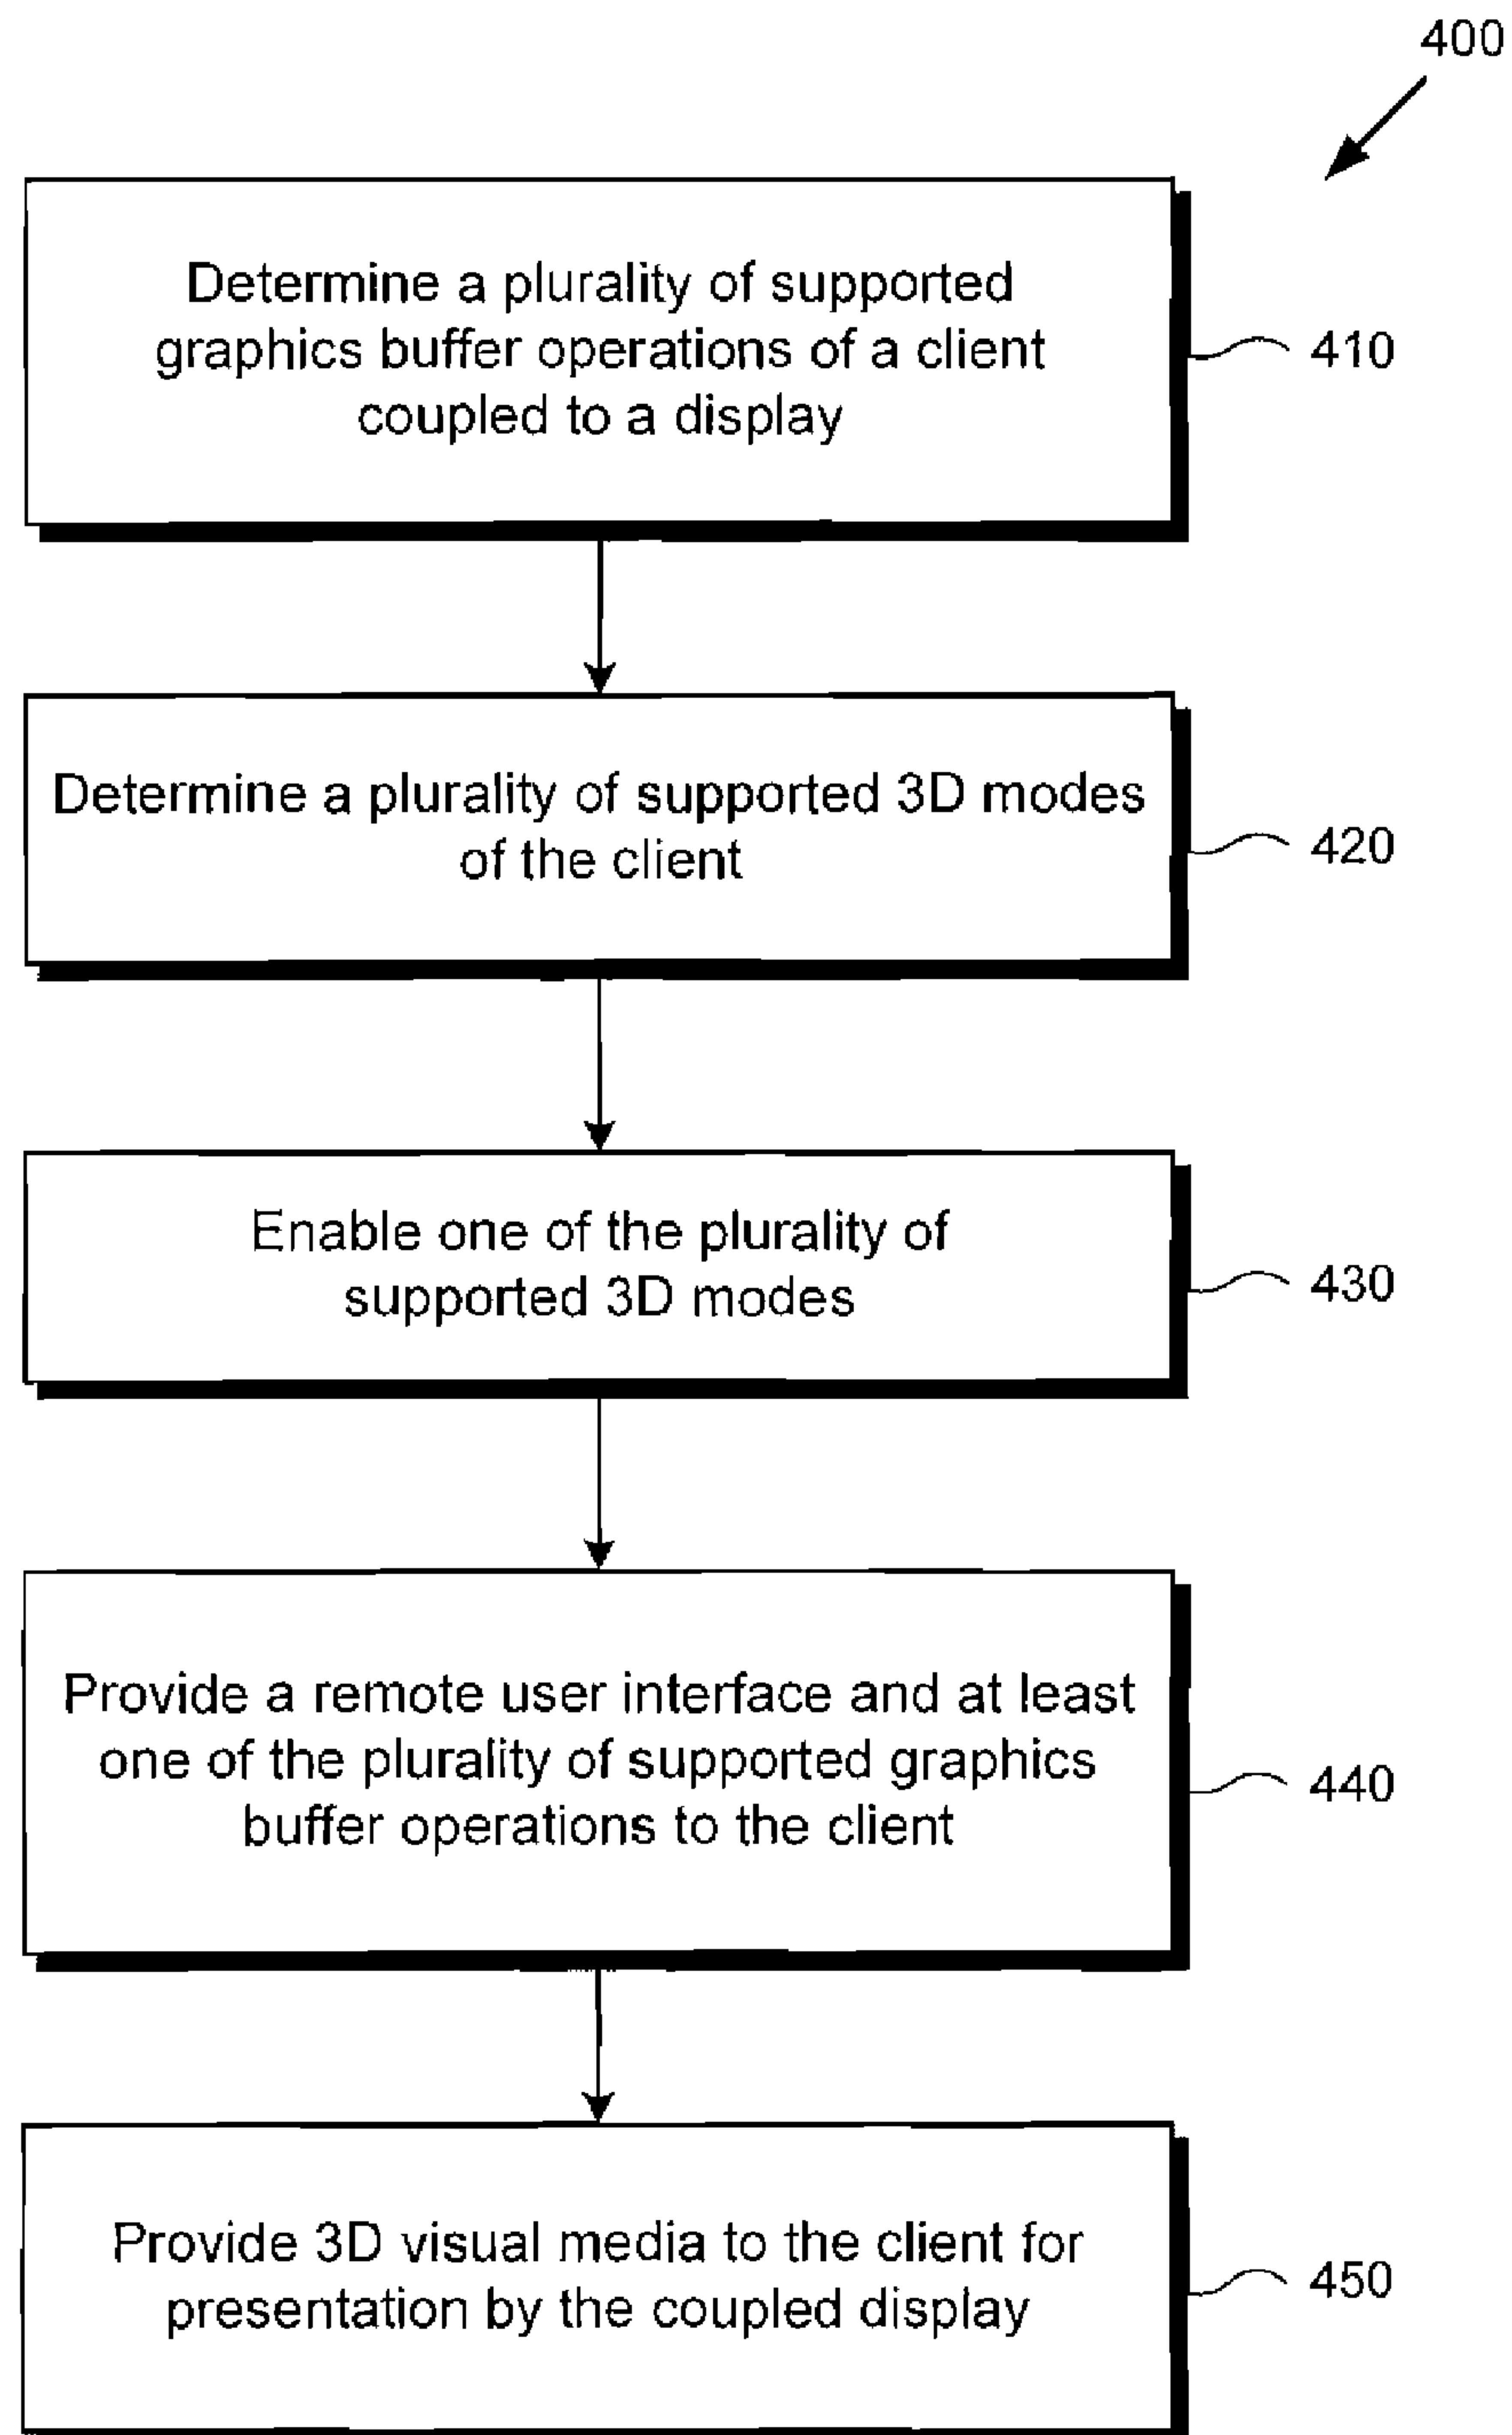 400
Determine a plurality of supported
graphics buffer operations of a client
coupled to a display
410
Determine a plurality of supported 3D modes
of the client
420
Enable one of the plurality of
supported 3D modes
430
Provide a remote user interface and at least
one of the plurality of supported graphics
buffer operations to the client
440
Provide 3D visual media to the client for
presentation by the coupled display
450